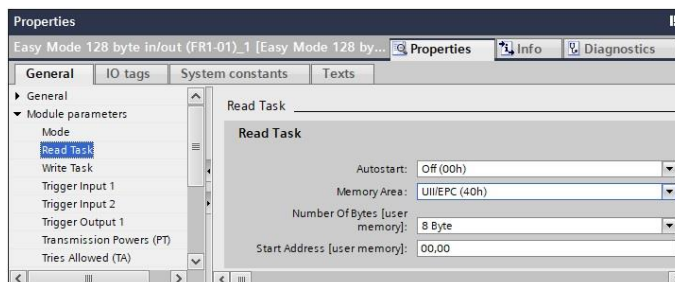 Properties
Easy Mode 128 byte in/out (FR1-01)_1 [Easy Mode 128 by...
Properties
Info
Diagnostics
General
IO tags
System constants
Texts
General
Module parameters
Mode
Read Task
Write Task
Trigger Input 1
Trigger Input 2
Trigger Output 1
Transmission Powers (PT)
Tries Allowed (TA)
Read Task
Read Task
Autostart: Off (00h)
Memory Area: UII/EPC (40h)
Number Of Bytes [user
memory]: 8 Byte
Start Address [user memory]: 00,00